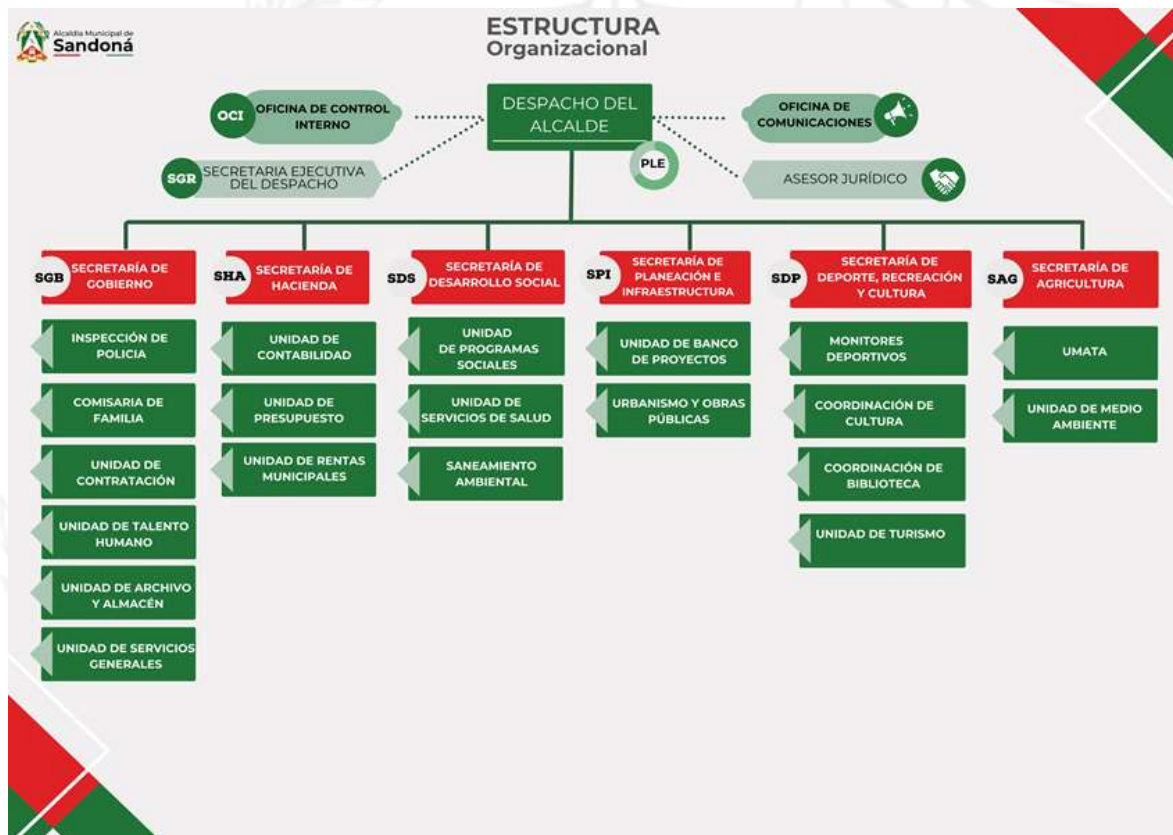 Alcaldía Municipal de
Sandoná
ESTRUCTURA
Organizacional
OCI
OFICINA DE CONTROL
INTERNO
DESPACHO DEL
ALCALDE
OFICINA DE
COMUNICACIONES
SGR
SECRETARIA EJECUTIVA
DEL DESPACHO
PLE
ASESOR JURÍDICO
SGB
SECRETARÍA DE
GOBIERNO
SHA
SECRETARÍA DE
HACIENDA
SDS
SECRETARÍA DE
DESARROLLO SOCIAL
SPI
SECRETARÍA DE
PLANEACIÓN E
INFRAESTRUCTURA
SDP
SECRETARÍA DE
DEPORTE, RECREACIÓN
Y CULTURA
SAG
SECRETARÍA DE
AGRICULTURA
INSPECCIÓN DE
POLICIA
COMISARIA DE
FAMILIA
UNIDAD DE
CONTRATACIÓN
UNIDAD DE TALENTO
HUMANO
UNIDAD DE ARCHIVO
Y ALMACÉN
UNIDAD DE SERVICIOS
GENERALES
UNIDAD DE
CONTABILIDAD
UNIDAD DE
PRESUPUESTO
UNIDAD DE RENTAS
MUNICIPALES
UNIDAD
DE PROGRAMAS
SOCIALES
UNIDAD DE
SERVICIOS DE SALUD
SANEAMIENTO
AMBIENTAL
UNIDAD DE BANCO
DE PROYECTOS
URBANISMO Y OBRAS
PÚBLICAS
MONITORES
DEPORTIVOS
COORDINACIÓN DE
CULTURA
COORDINACIÓN DE
BIBLIOTECA
UNIDAD DE TURISMO
UMATA
UNIDAD DE MEDIO
AMBIENTE